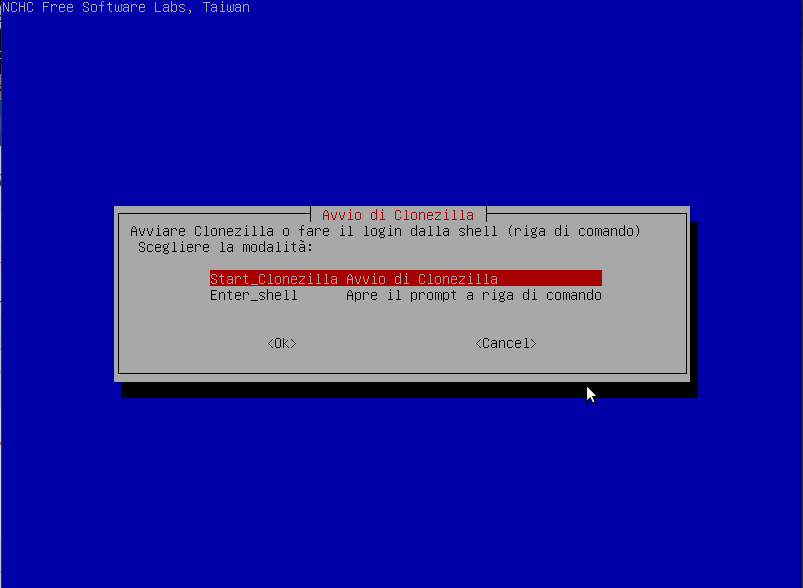 NCHC Free Software Labs, Taiwan
Avvio di Clonezilla
Avviare Clonezilla o fare il login dalla shell (riga di comando)
Scegliere la modalità:
Start_Clonezilla Avvio di Clonezilla
Enter_shell Apre il prompt a riga di comando
<Ok> <Cancel>